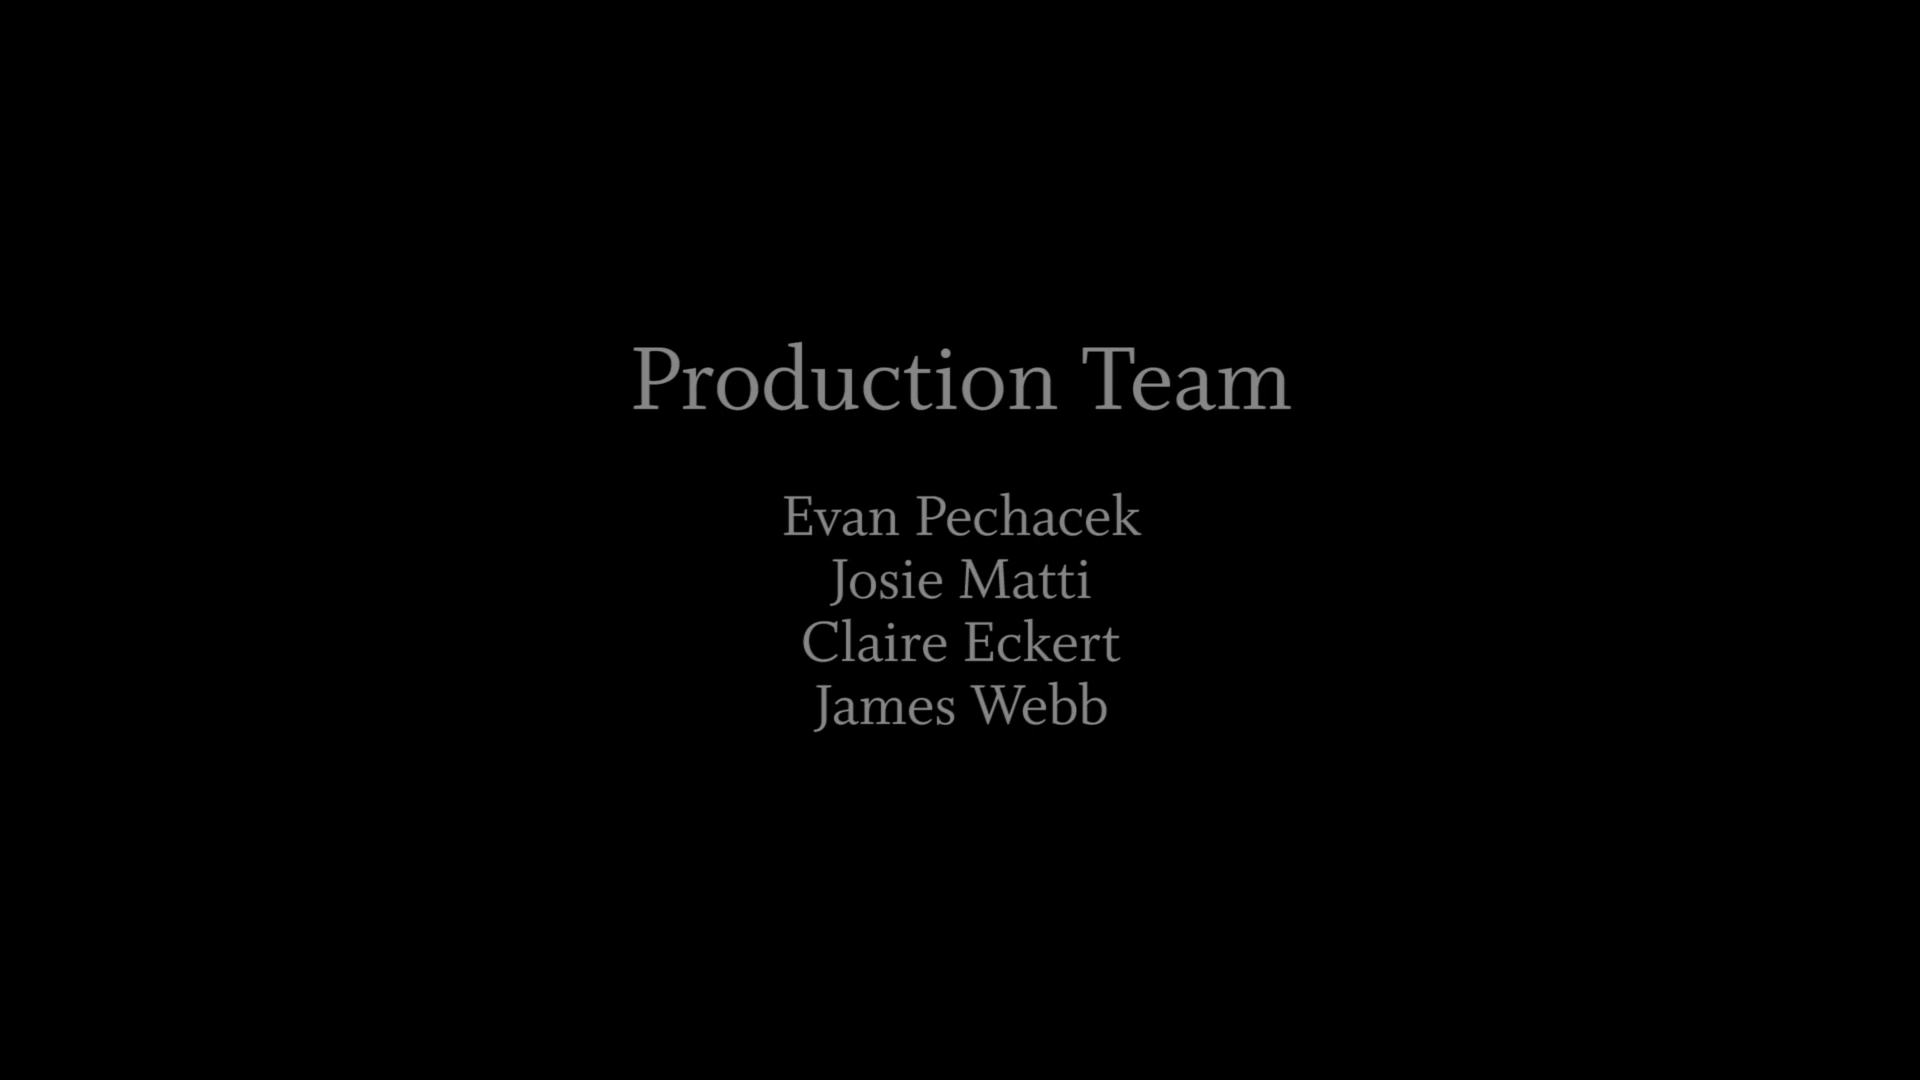 Production Team
Evan Pechacek
Josie Matti
Claire Eckert
James Webb